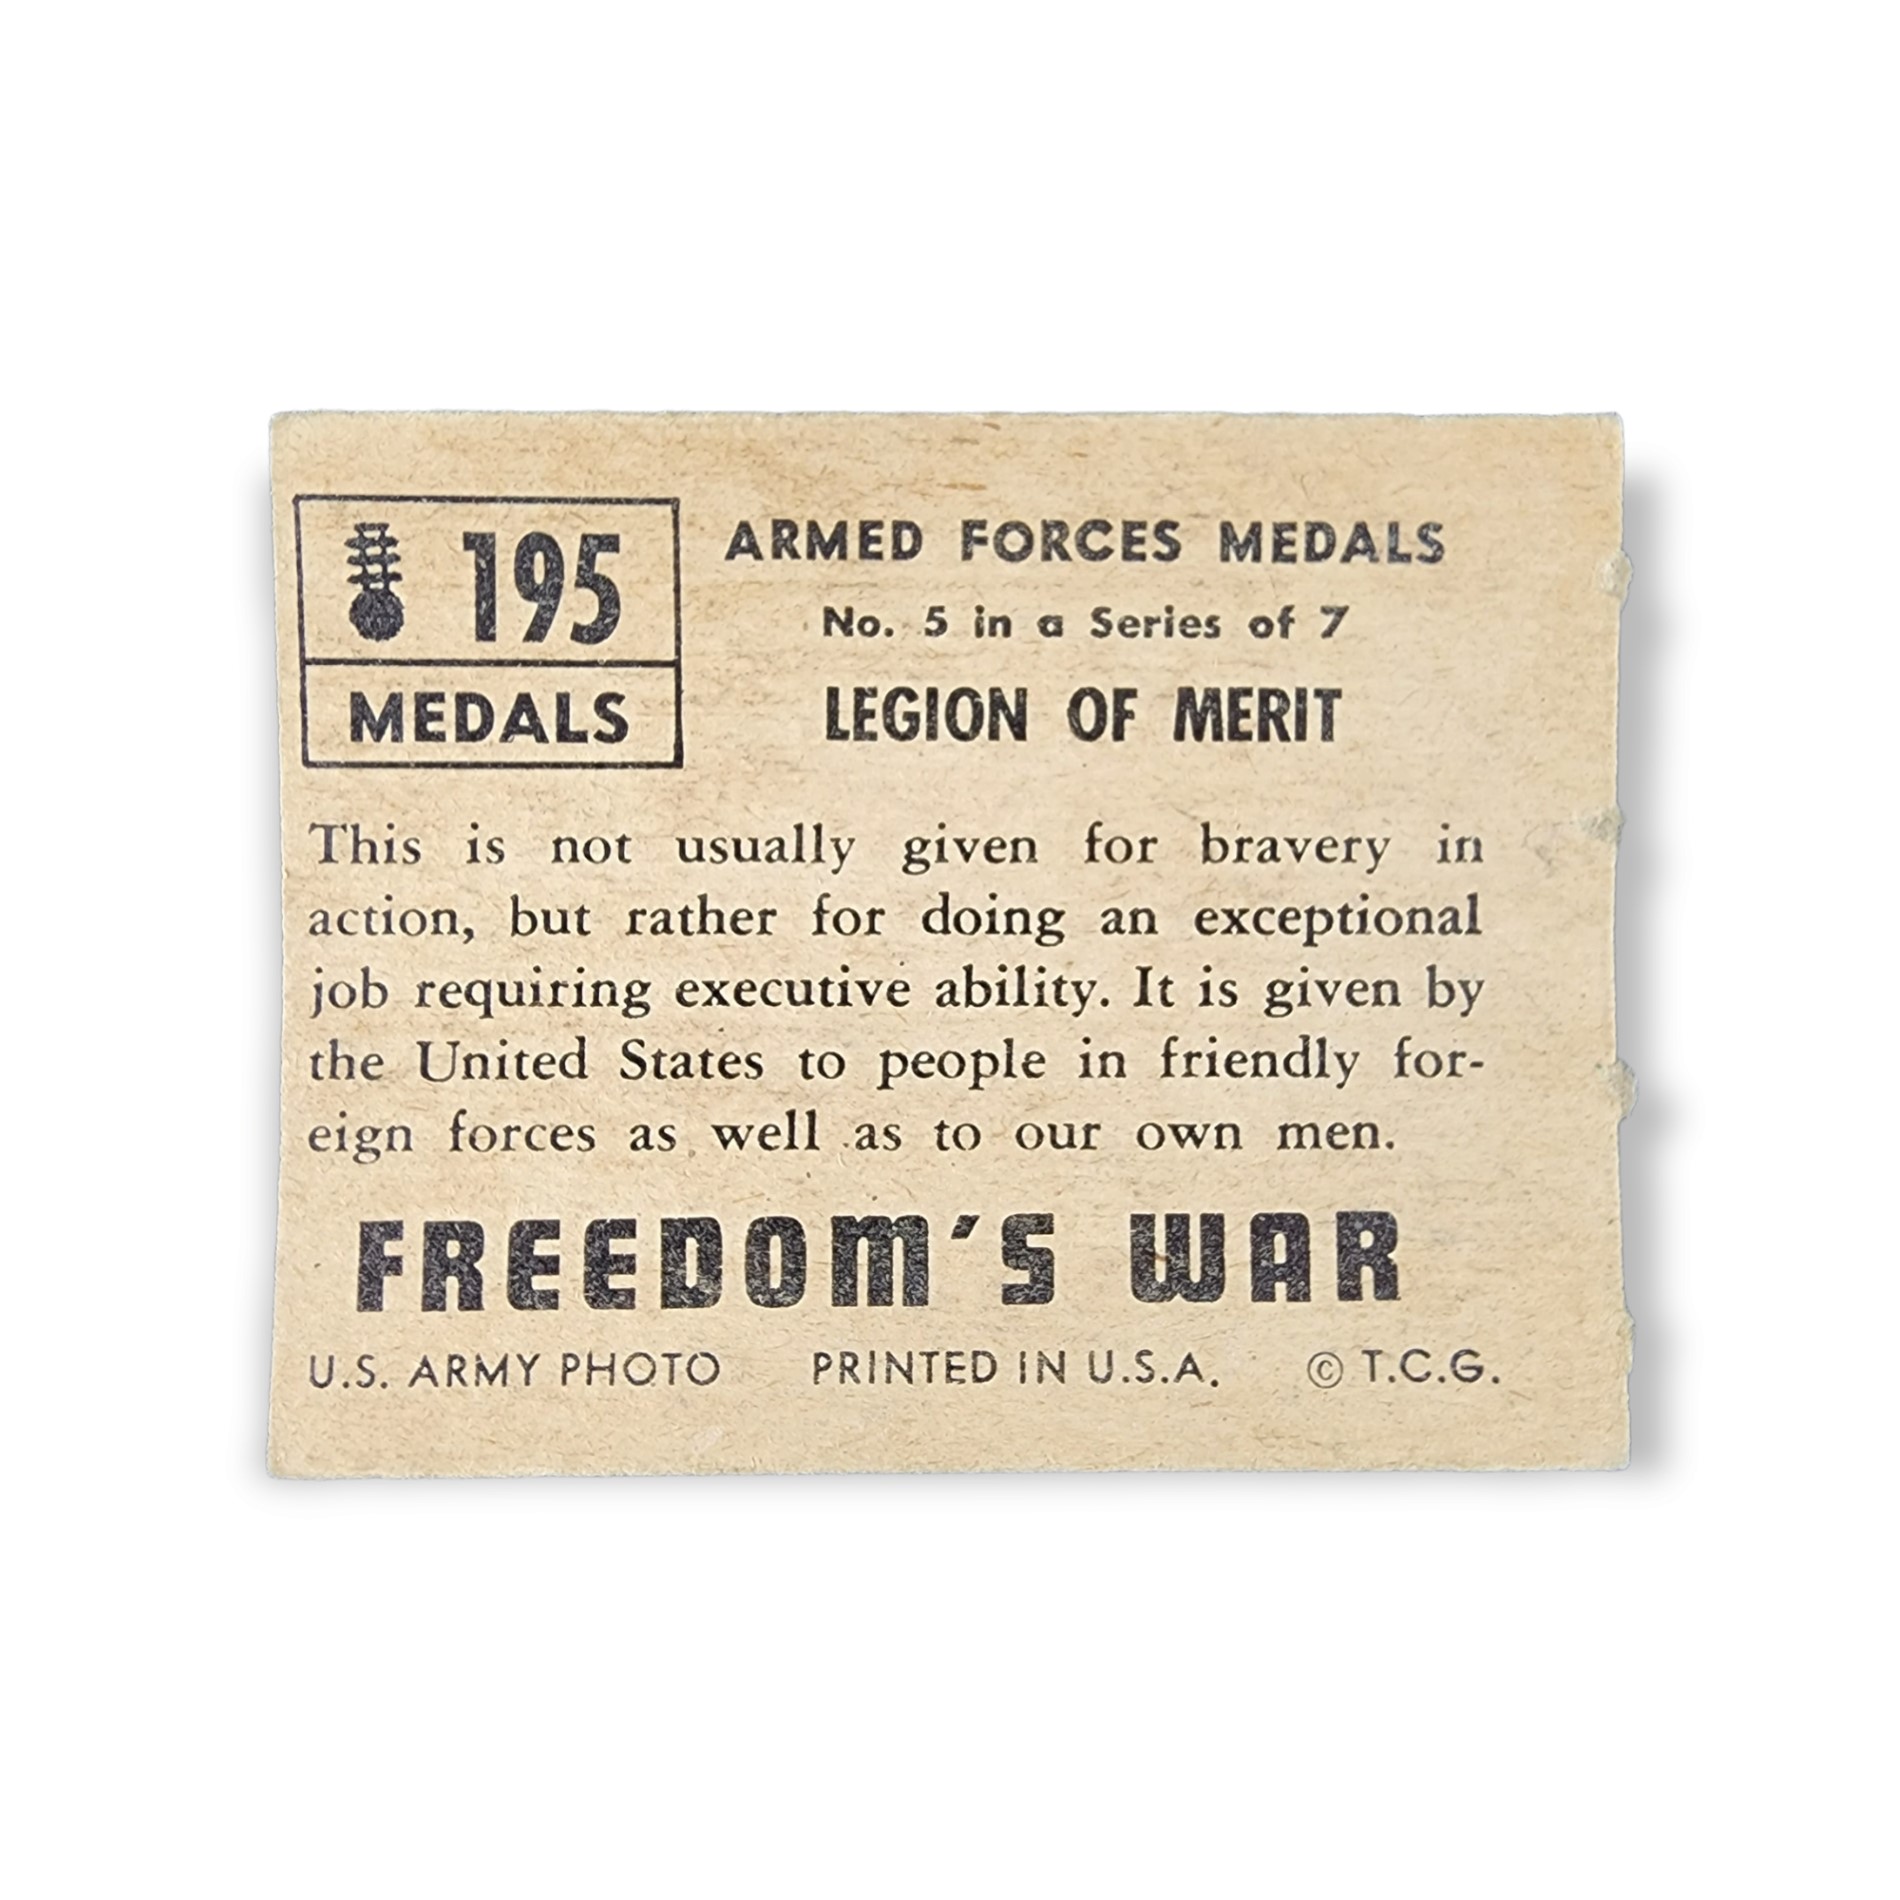 195
MEDALS
ARMED FORCES MEDALS
No. 5 in a Series of 7
LEGION OF MERIT
This is not usually given for bravery in
action, but rather for doing an exceptional
job requiring executive ability. It is given by
the United States to people in friendly for-
eign forces as well as to our own men.
FREEDOM'S WAR
U.S. ARMY PHOTO PRINTED IN U.S.A. © T.C.G.